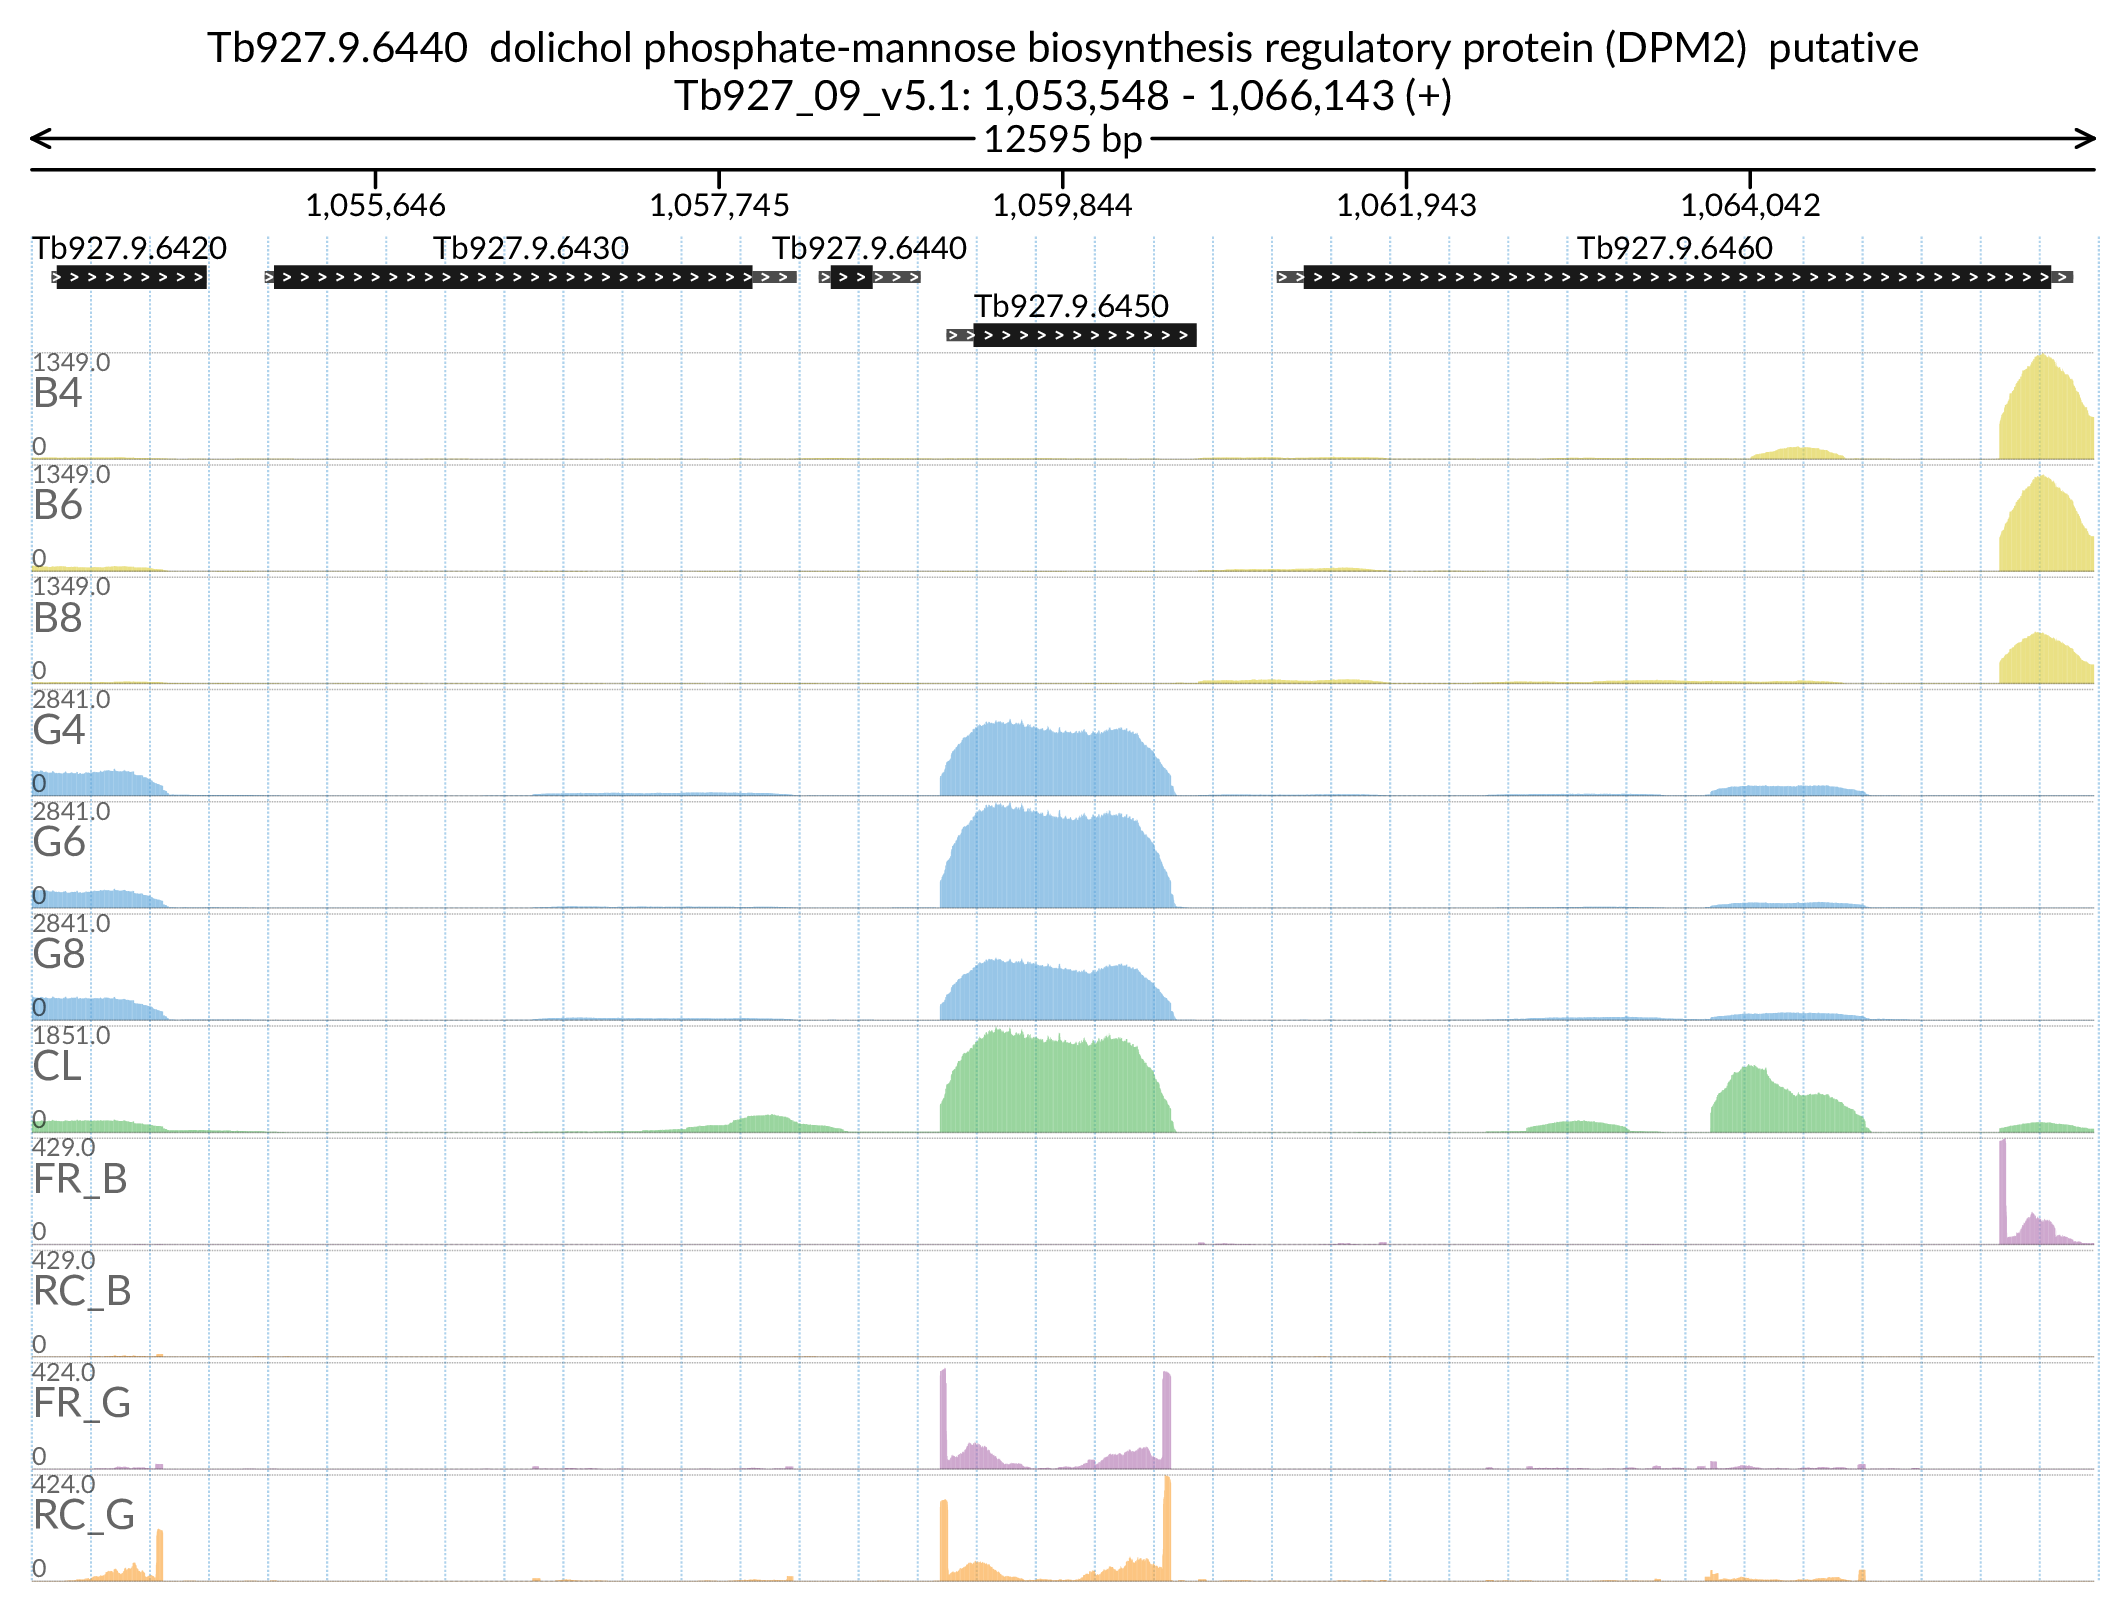 Tb927.9.6440 dolichol phosphate-mannose biosynthesis regulatory protein (DPM2) putative
Tb927_09_v5.1: 1,053,548 - 1,066,143 (+)
12595 bp
1,055,646 1,057,745 1,059,844 1,061,943 1,064,042
Tb927.9.6420 Tb927.9.6430 Tb927.9.6440 Tb927.9.6460
Tb927.9.6450
1349.0
B4
0
1349.0
B6
0
1349.0
B8
0
2841.0
G4
0
2841.0
G6
0
2841.0
G8
0
1851.0
CL
0
429.0
FR_B
0
429.0
RC_B
0
424.0
FR_G
0
424.0
RC_G
0